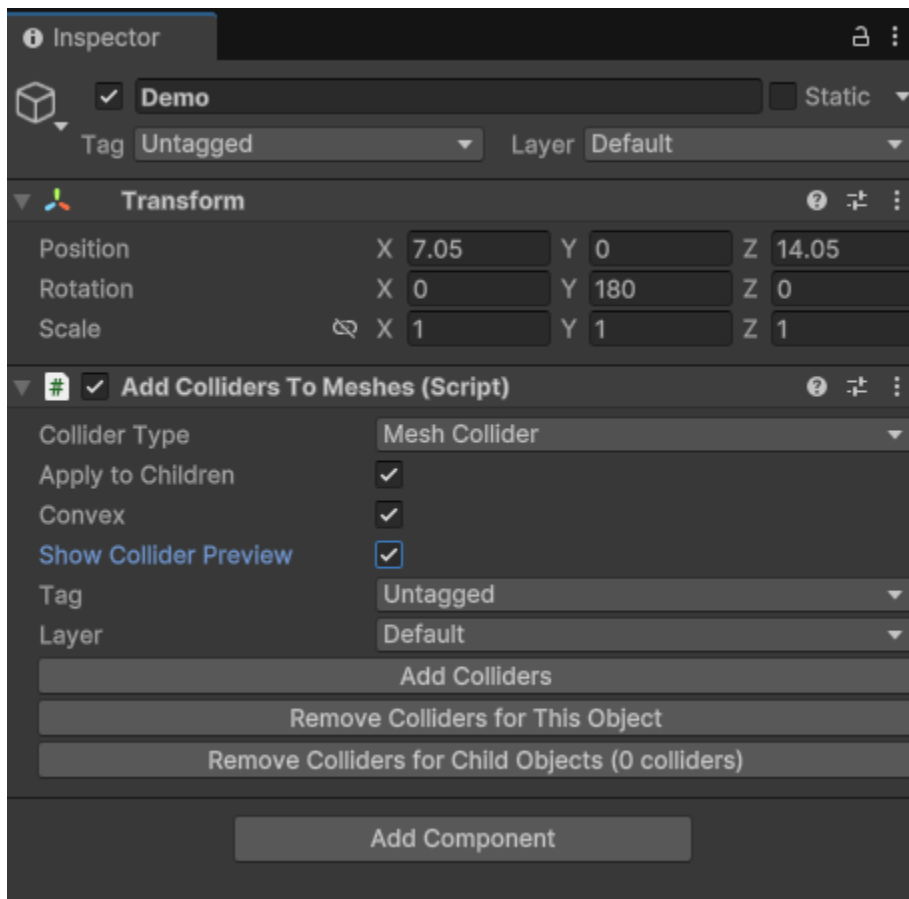 Inspector
Demo Static
Tag Untagged Layer Default
Transform
Position X 7.05 Y 0 Z 14.05
Rotation X 0 Y 180 Z 0
Scale X 1 Y 1 Z 1
# Add Colliders To Meshes (Script)
Collider Type Mesh Collider
Apply to Children
Convex
Show Collider Preview
Tag Untagged
Layer Default
Add Colliders
Remove Colliders for This Object
Remove Colliders for Child Objects (0 colliders)
Add Component